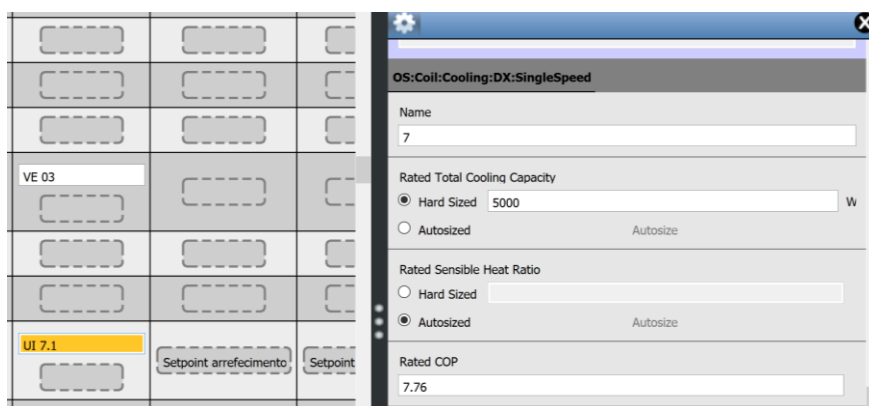 VE 03
UI 7.1
Setpoint arrefecimento
Setpoint
OS:Coil:Cooling:DX:SingleSpeed
Name
7
Rated Total Cooling Capacity
Hard Sized 5000 W
Autosized Autosize
Rated Sensible Heat Ratio
Hard Sized
Autosized Autosize
Rated COP
7.76